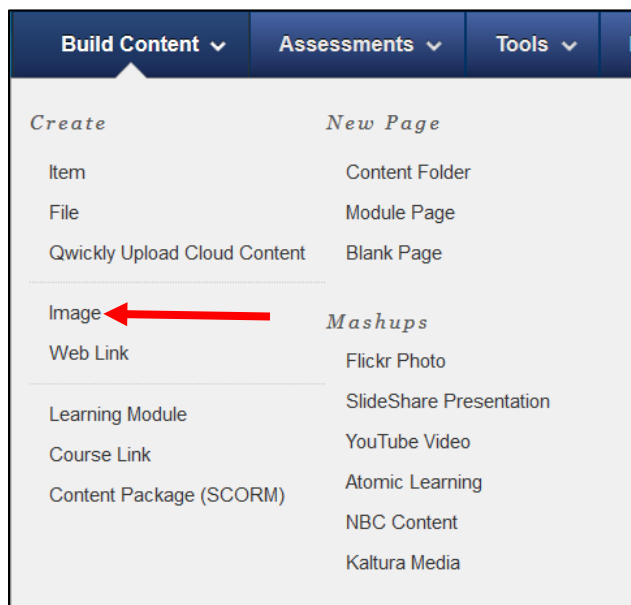 Build Content
Assessments
Tools
Create
Item
File
Qwickly Upload Cloud Content
Image
Web Link
Learning Module
Course Link
Content Package (SCORM)
New Page
Content Folder
Module Page
Blank Page
Mashups
Flickr Photo
SlideShare Presentation
YouTube Video
Atomic Learning
NBC Content
Kaltura Media